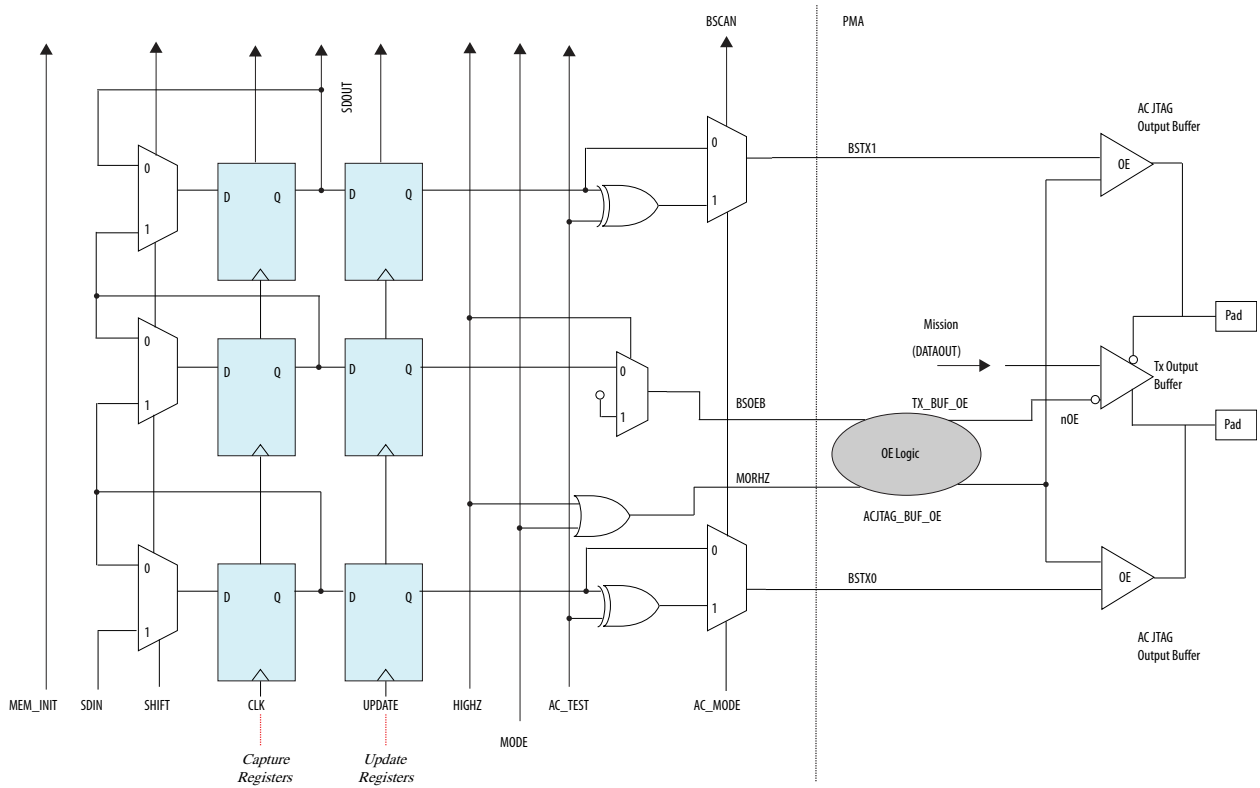 BSCAN
PMA
SDOUT
AC JTAG
Output Buffer
0
1
D
Q
D
Q
0
1
BSTX1
OE
Pad
0
1
D
Q
D
Q
0
1
BSOEB
Mission
(DATAOUT)
Tx Output
Buffer
TX_BUF_OE
nOE
Pad
OE Logic
MORHZ
ACJTAG_BUF_OE
0
1
D
Q
D
Q
0
1
BSTX0
OE
AC JTAG
Output Buffer
MEM_INIT
SDIN
SHIFT
CLK
UPDATE
HIGHZ
MODE
AC_TEST
AC_MODE
Capture
Registers
Update
Registers